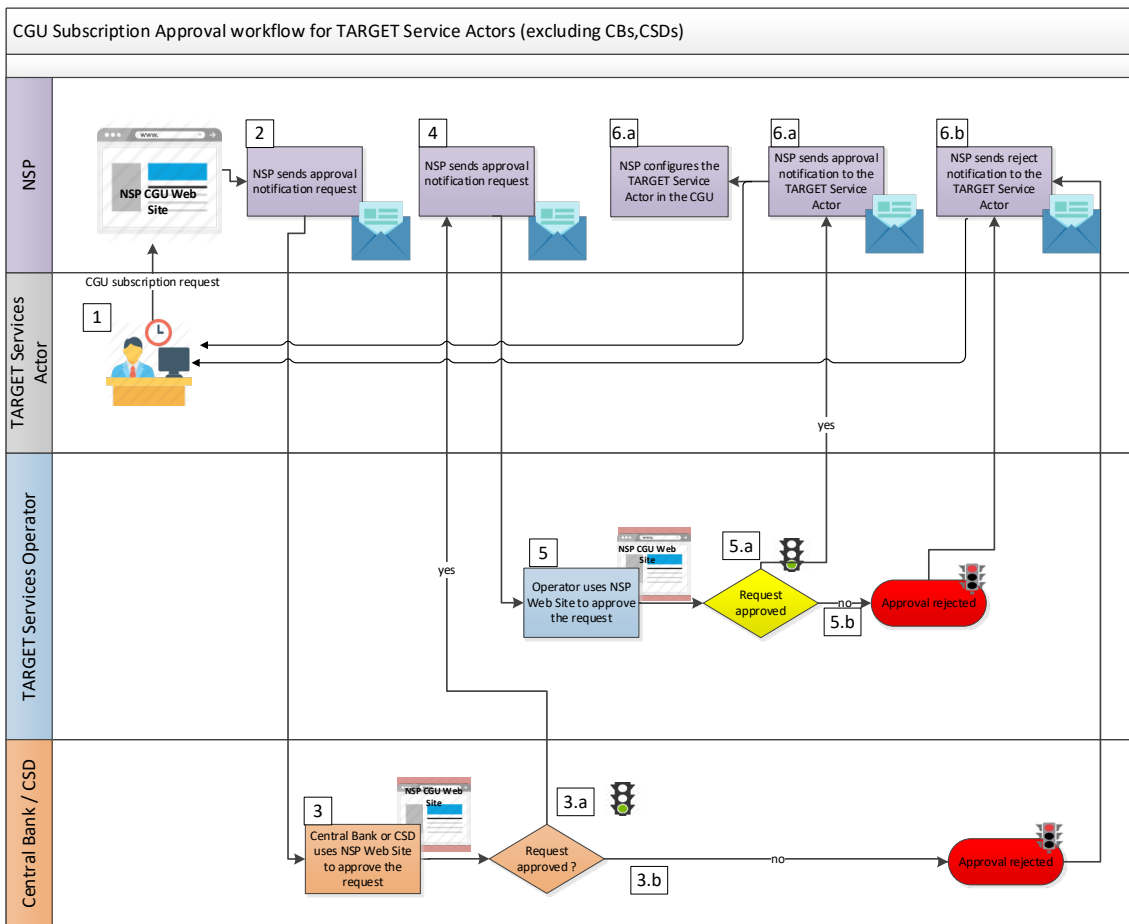 CGU Subscription Approval workflow for TARGET Service Actors (excluding CBs,CSDs)
NSP
www.
NSP CGU Web
Site
2
NSP sends approval
notification request
4
NSP sends approval
notification request
6.a
NSP configures the
TARGET Service
Actor in the CGU
6.a
NSP sends approval
notification to the
TARGET Service
Actor
6.b
NSP sends reject
notification to the
TARGET Service
Actor
TARGET Services
Actor
CGU subscription request
1
yes
TARGET Services Operator
yes
5
Operator uses NSP
Web Site to approve
the request
NSP CGU Web
Site
5.a
Request
approved
no
5.b
Approval rejected
Central Bank / CSD
3
Central Bank or CSD
uses NSP Web Site to
approve the
request
NSP CGU Web
Site
3.a
Request
approved ?
3.b
no
Approval rejected